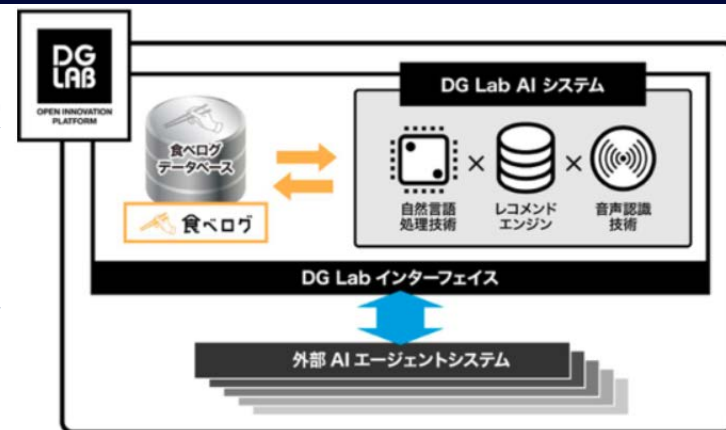 DG
LAB
OPEN INNOVATION
PLATFORM
DG Lab AI システム
食べログ
データベース
食べログ
×
×
自然言語
処理技術
レコメンド
エンジン
音声認識
技術
DG Lab インターフェイス
外部 AI エージェントシステム